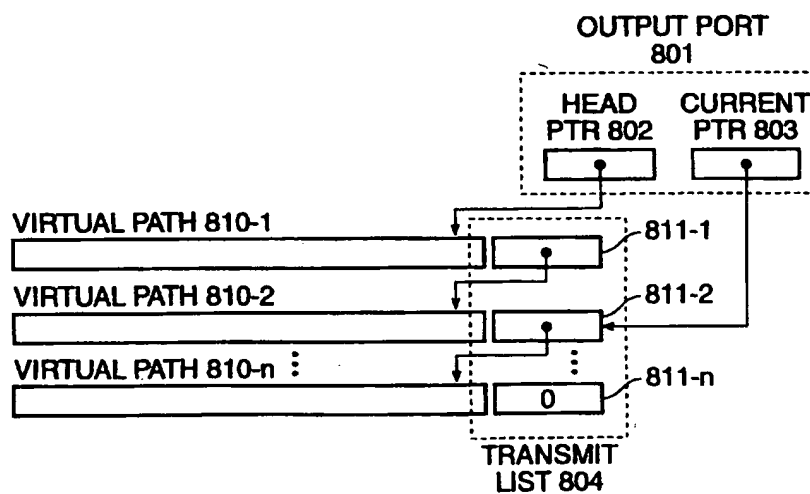 OUTPUT PORT
801
HEAD
PTR 802
CURRENT
PTR 803
VIRTUAL PATH 810-1
811-1
VIRTUAL PATH 810-2
811-2
VIRTUAL PATH 810-n
811-n
0
TRANSMIT
LIST 804